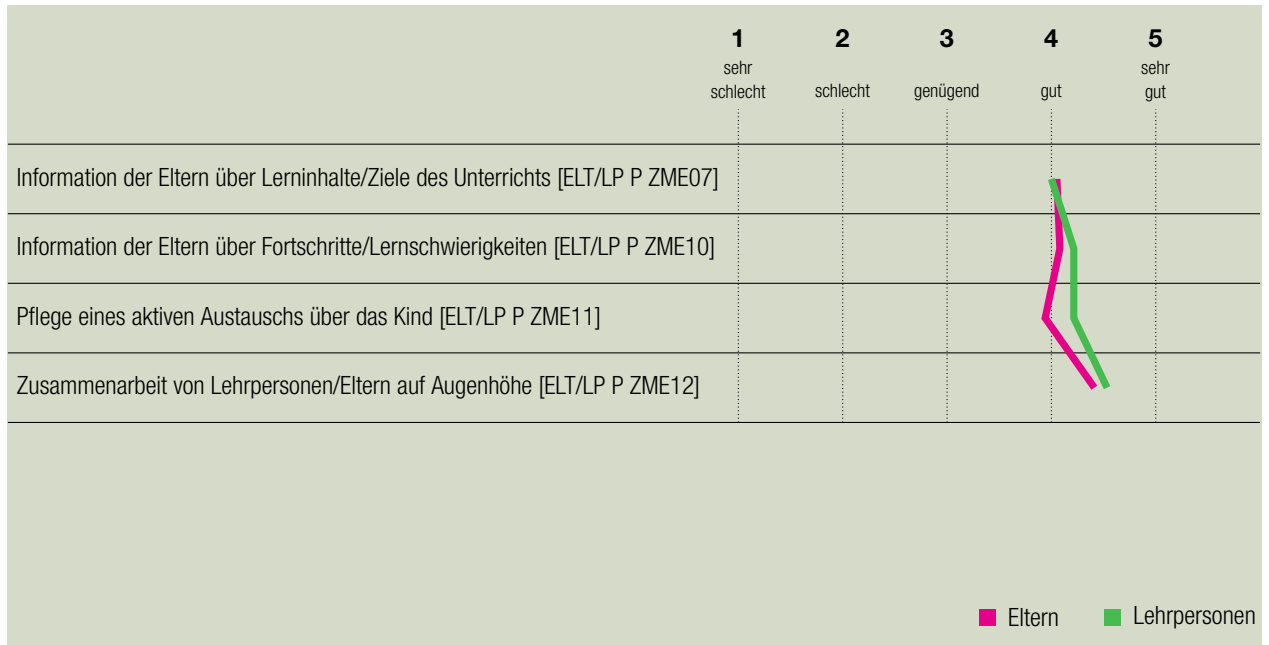 1 2 3 4 5
sehr schlecht schlecht genügend gut sehr gut
Information der Eltern über Lerninhalte/Ziele des Unterrichts [ELT/LP P ZME07]
Information der Eltern über Fortschritte/Lernschwierigkeiten [ELT/LP P ZME10]
Pflege eines aktiven Austauschs über das Kind [ELT/LP P ZME11]
Zusammenarbeit von Lehrpersonen/Eltern auf Augenhöhe [ELT/LP P ZME12]
Eltern Lehrpersonen